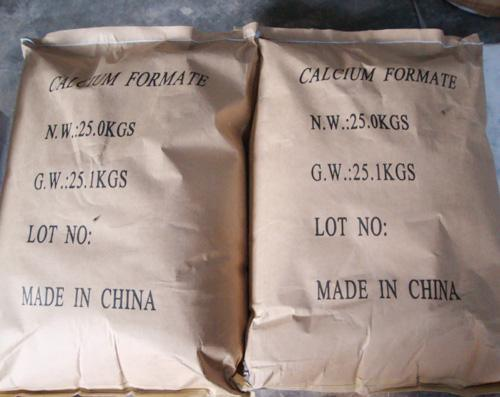 CALCIUM FORMATE
N.W.:25.0KGS
G.W.:25.1KGS
LOT NO:
MADE IN CHINA
CALCIUM FORMATE
N.W.:25.0KGS
G.W.:25.1KGS
LOT NO:
MADE IN CHINA